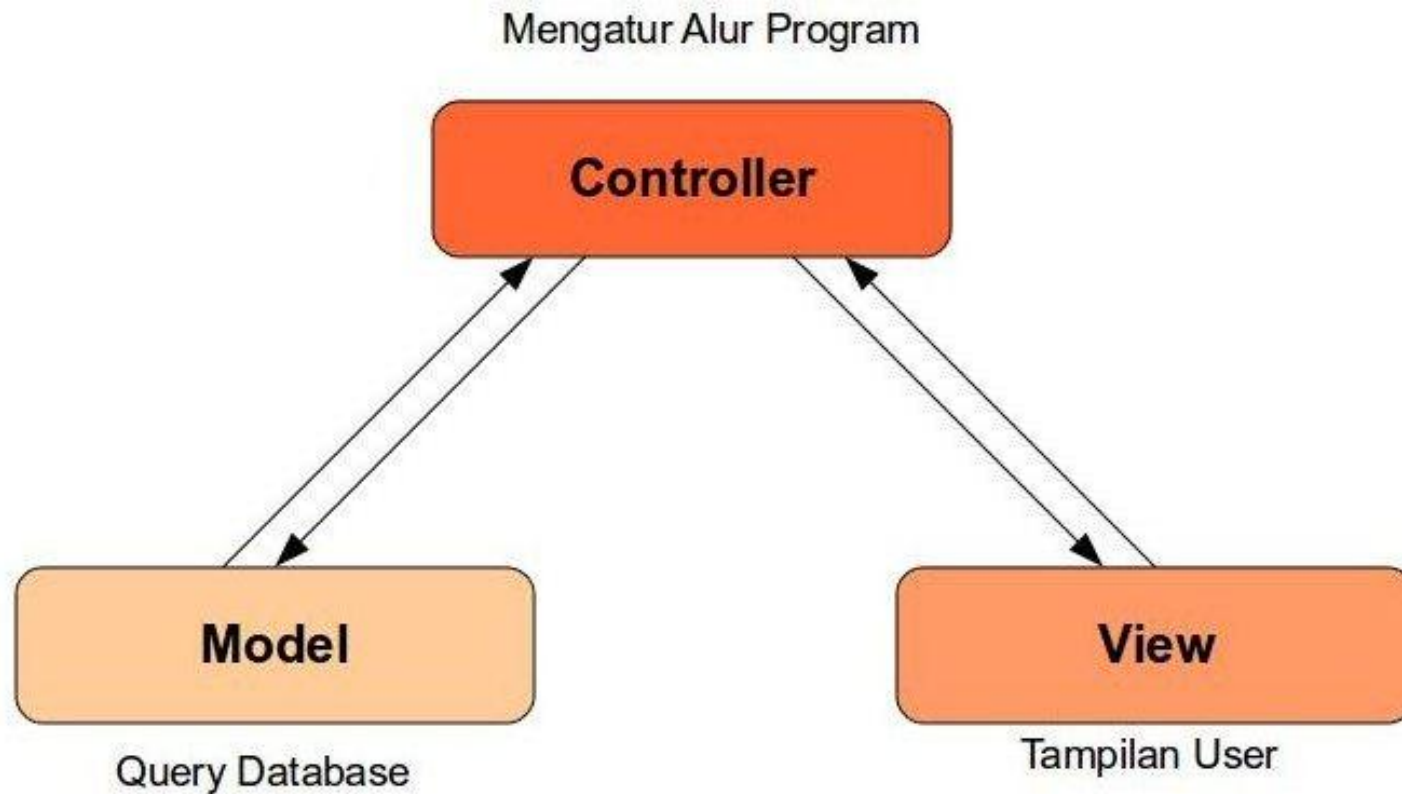 Mengatur Alur Program
Controller
Model
View
Query Database
Tampilan User